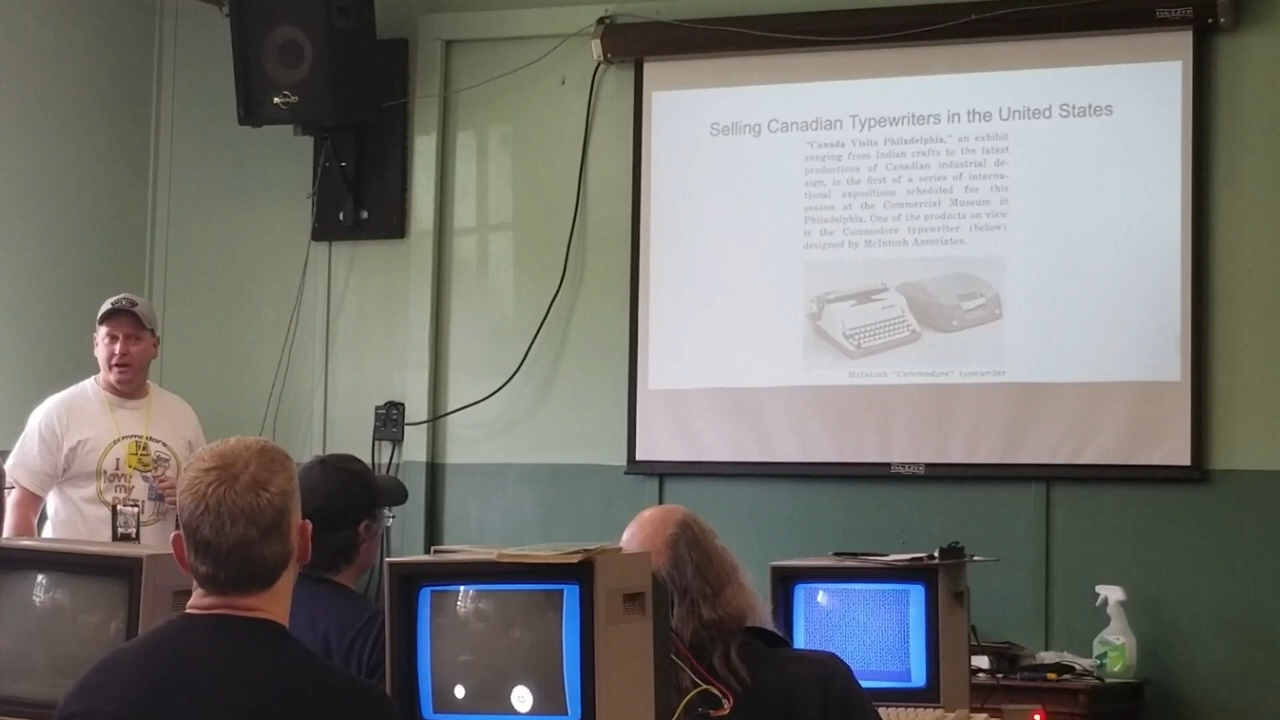 Selling Canadian Typewriters in the United States
"Canada Visits Philadelphia," an exhibit
ranging from Indian crafts to the latest
productions of Canadian industrial de-
sign, is the first of a series of interna-
tional expositions scheduled for this
season at the Commercial Museum in
Philadelphia. One of the products on view
is the Commodore typewriter (below)
designed by McIntosh Associates.
McIntosh "Commodore" typewriter
commodore
I
love
my
PET!